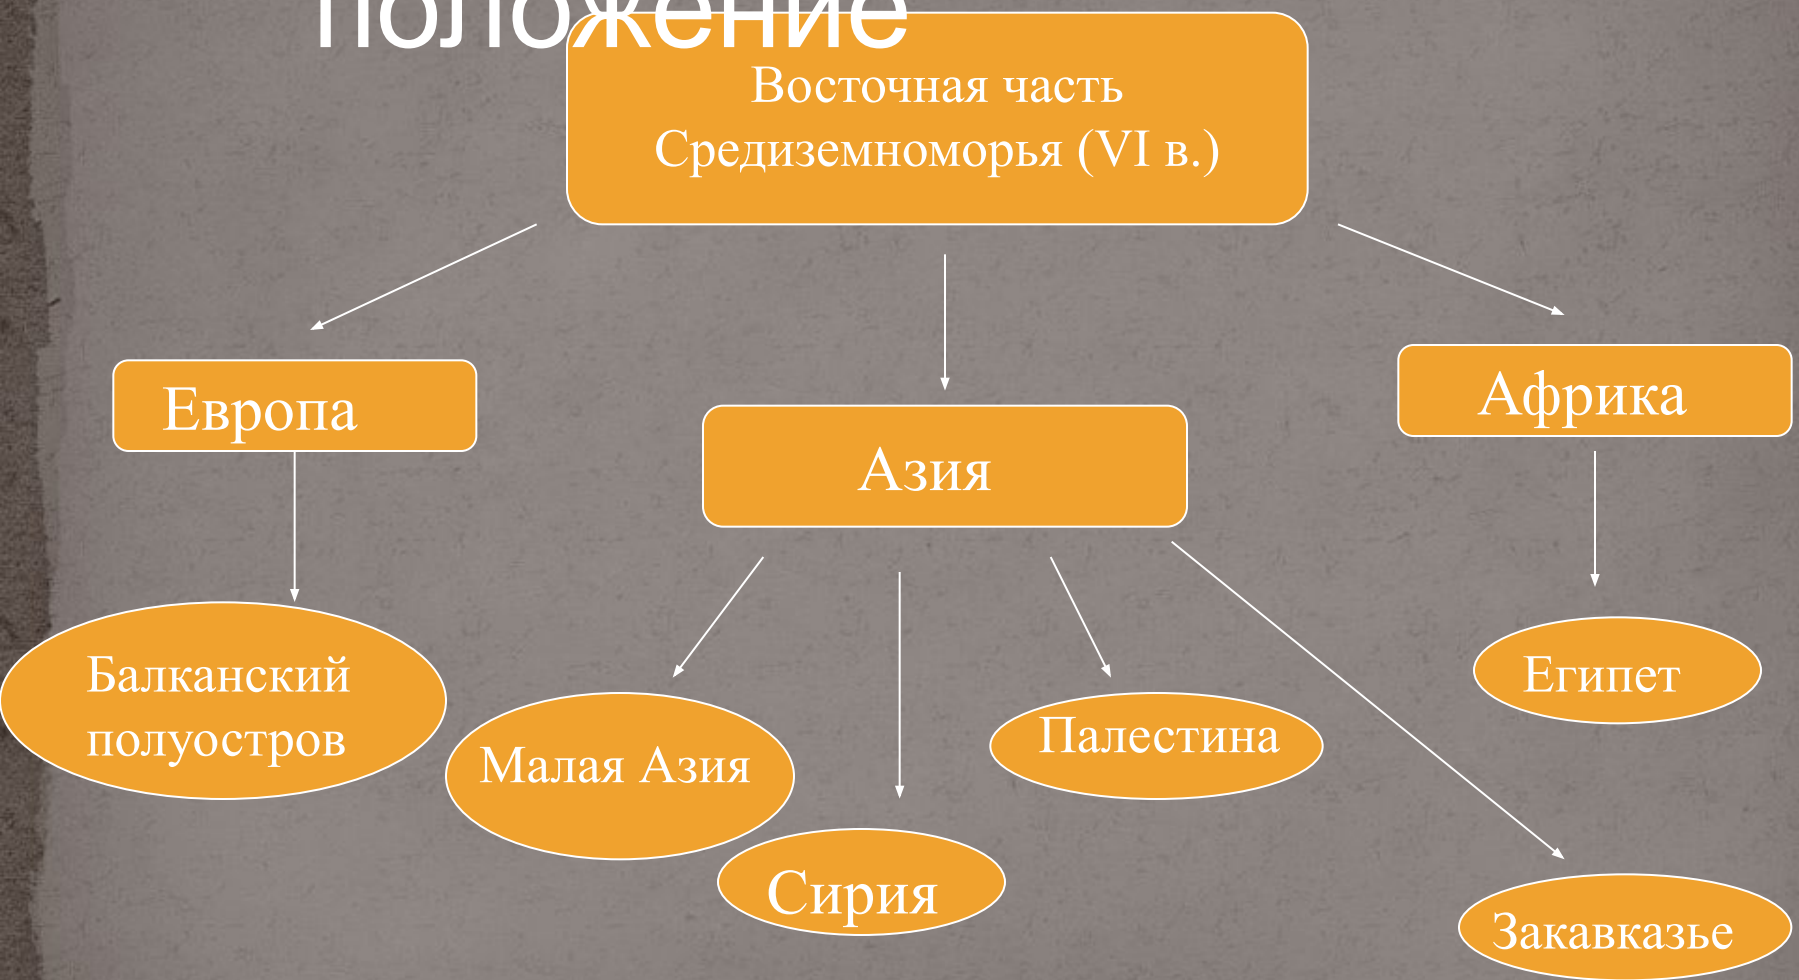 положение
Восточная часть
Средиземноморья (VI в.)
Европа
Азия
Африка
Балканский
полуостров
Малая Азия
Сирия
Палестина
Египет
Закавказье